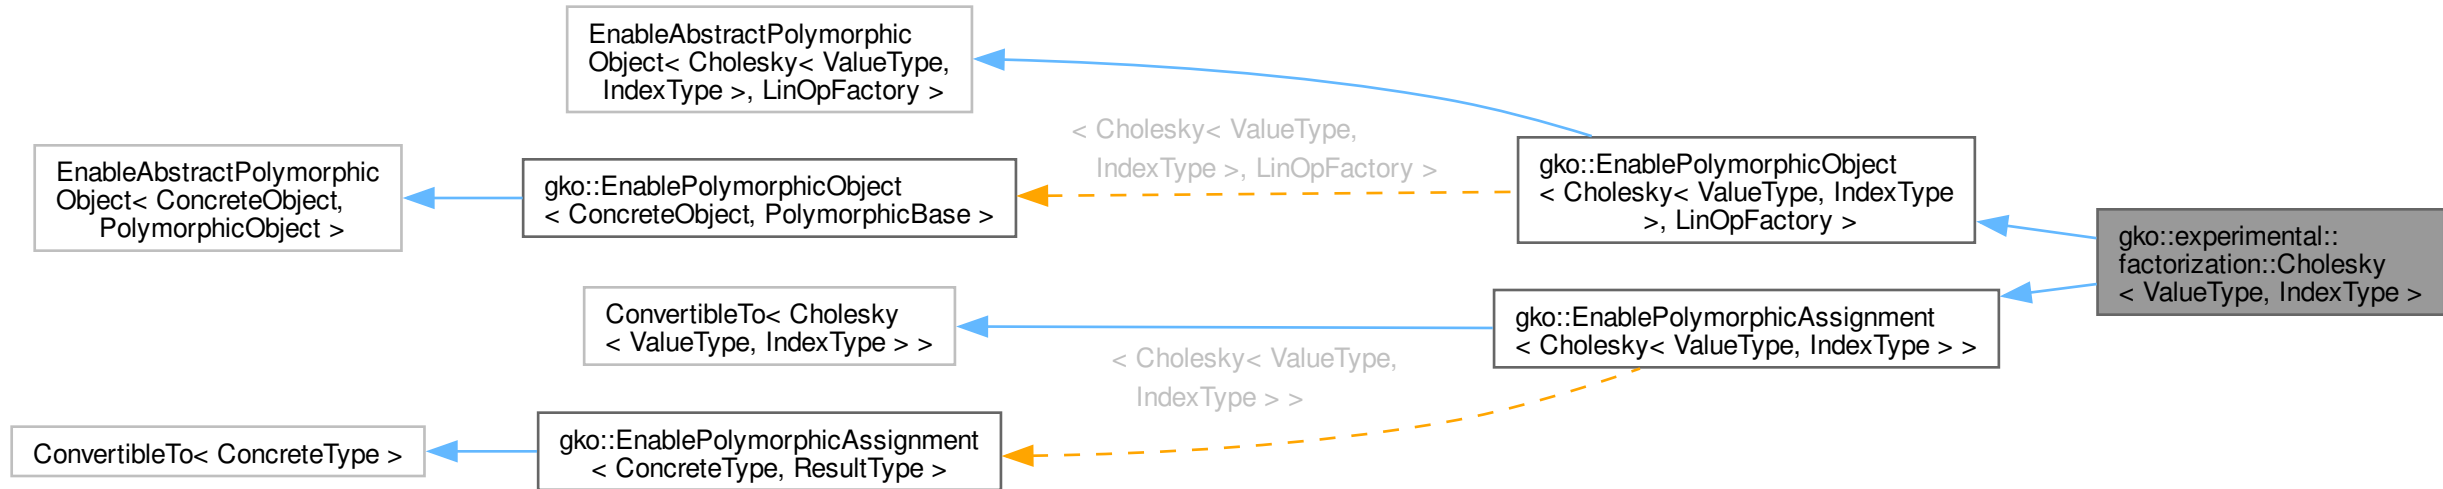 EnableAbstractPolymorphic
Object< Cholesky< ValueType,
IndexType >, LinOpFactory >
< Cholesky< ValueType,
IndexType >, LinOpFactory >
EnableAbstractPolymorphic
Object< ConcreteObject,
PolymorphicObject >
gko::EnablePolymorphicObject
< ConcreteObject, PolymorphicBase >
gko::EnablePolymorphicObject
< Cholesky< ValueType, IndexType
>, LinOpFactory >
gko::experimental::
factorization::Cholesky
< ValueType, IndexType >
ConvertibleTo< Cholesky
< ValueType, IndexType > >
gko::EnablePolymorphicAssignment
< Cholesky< ValueType, IndexType > >
< Cholesky< ValueType,
IndexType > >
ConvertibleTo< ConcreteType >
gko::EnablePolymorphicAssignment
< ConcreteType, ResultType >